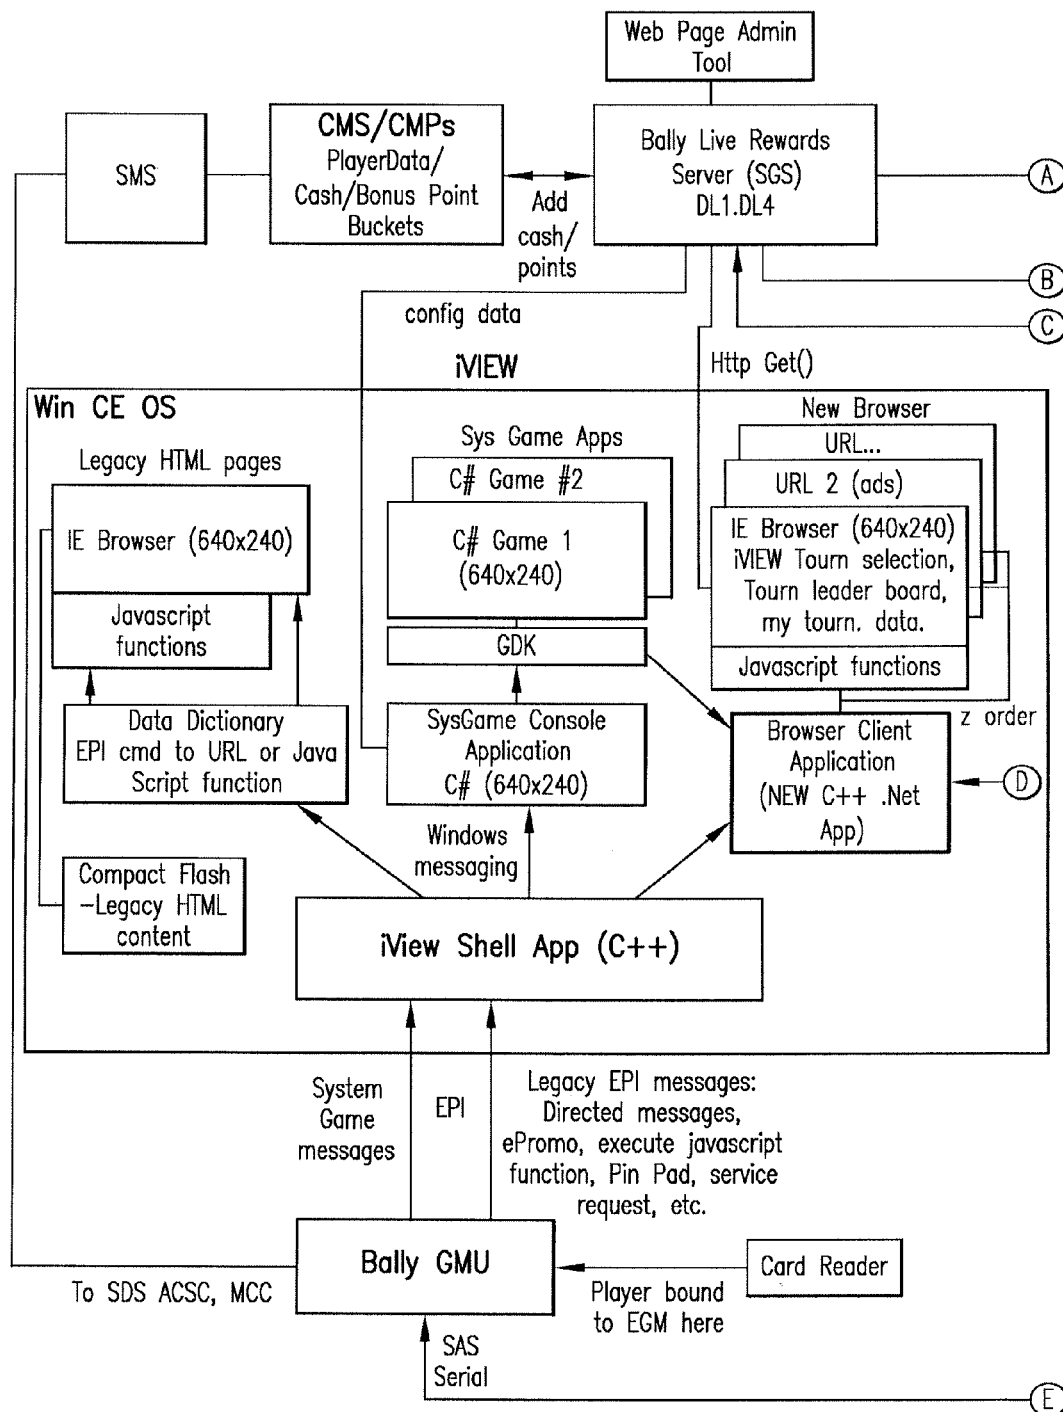 Web Page Admin
Tool
SMS
CMS/CMPs
PlayerData/
Cash/Bonus Point
Buckets
Add
cash/
points
Bally Live Rewards
Server (SGS)
DL1.DL4
A
B
C
config data
Http Get()
iVIEW
Win CE OS
Legacy HTML pages
IE Browser (640x240)
Javascript
functions
Data Dictionary
EPI cmd to URL or Java
Script function
Compact Flash
-Legacy HTML
content
Sys Game Apps
C# Game #2
C# Game 1
(640x240)
GDK
SysGame Console
Application
C# (640x240)
Windows
messaging
New Browser
URL...
URL 2 (ads)
IE Browser (640x240)
iVIEW Tourn selection,
Tourn leader board,
my tourn. data.
Javascript functions
z order
Browser Client
Application
(NEW C++ .Net
App)
D
iView Shell App (C++)
System
Game
messages
EPI
Legacy EPI messages:
Directed messages,
ePromo, execute javascript
function, Pin Pad, service
request, etc.
Bally GMU
Card Reader
To SDS ACSC, MCC
Player bound
to EGM here
SAS
Serial
E